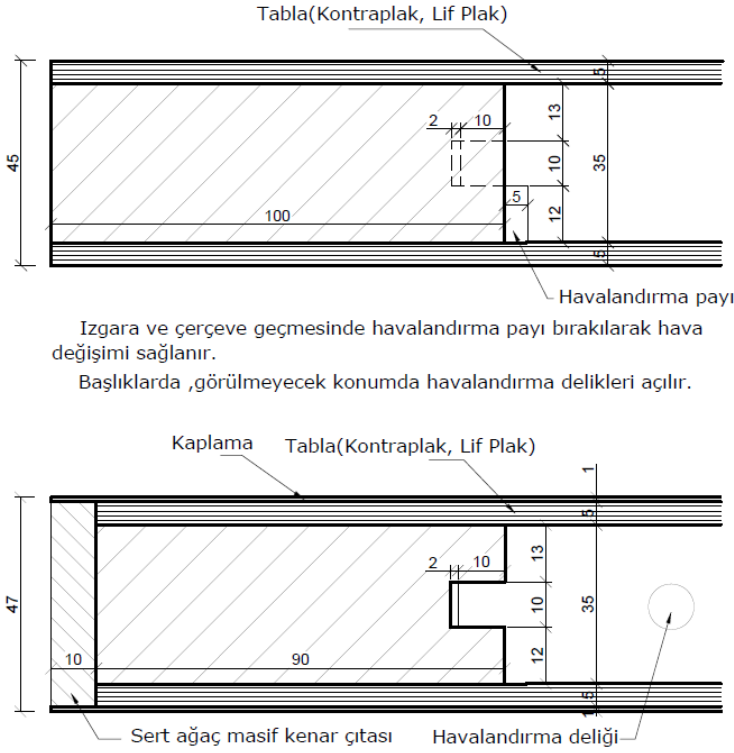 Tabla(Kontraplak, Lif Plak)
5
2 10 13
45 10 35
5
100 12
5
Havalandırma payı
Izgara ve çerçeve geçmesinde havalandırma payı bırakılarak hava
değişimi sağlanır.
Başlıklarda ,görülmeyecek konumda havalandırma delikleri açılır.
Kaplama Tabla(Kontraplak, Lif Plak)
1
5
2 10 13
47 10 35
10 90 12
5
1
Sert ağaç masif kenar çıtası Havalandırma deliği